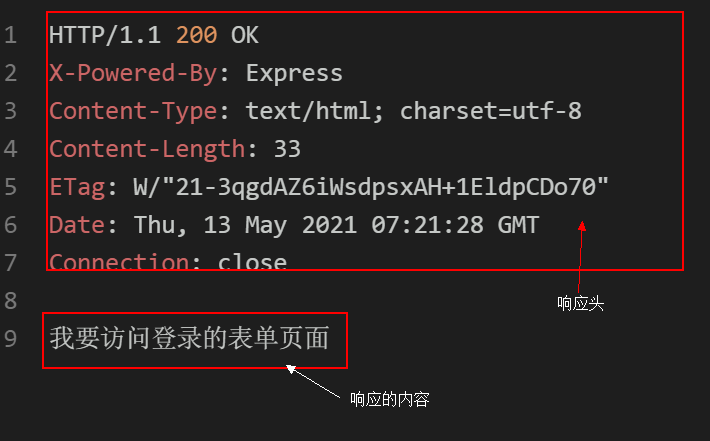 1 HTTP/1.1 200 OK
2 X-Powered-By: Express
3 Content-Type: text/html; charset=utf-8
4 Content-Length: 33
5 ETag: W/"21-3qgdAZ6iWsdpsxAH+1EldpCDo70"
6 Date: Thu, 13 May 2021 07:21:28 GMT
7 Connection: close
8
响应头
9 我要访问登录的表单页面
响应的内容